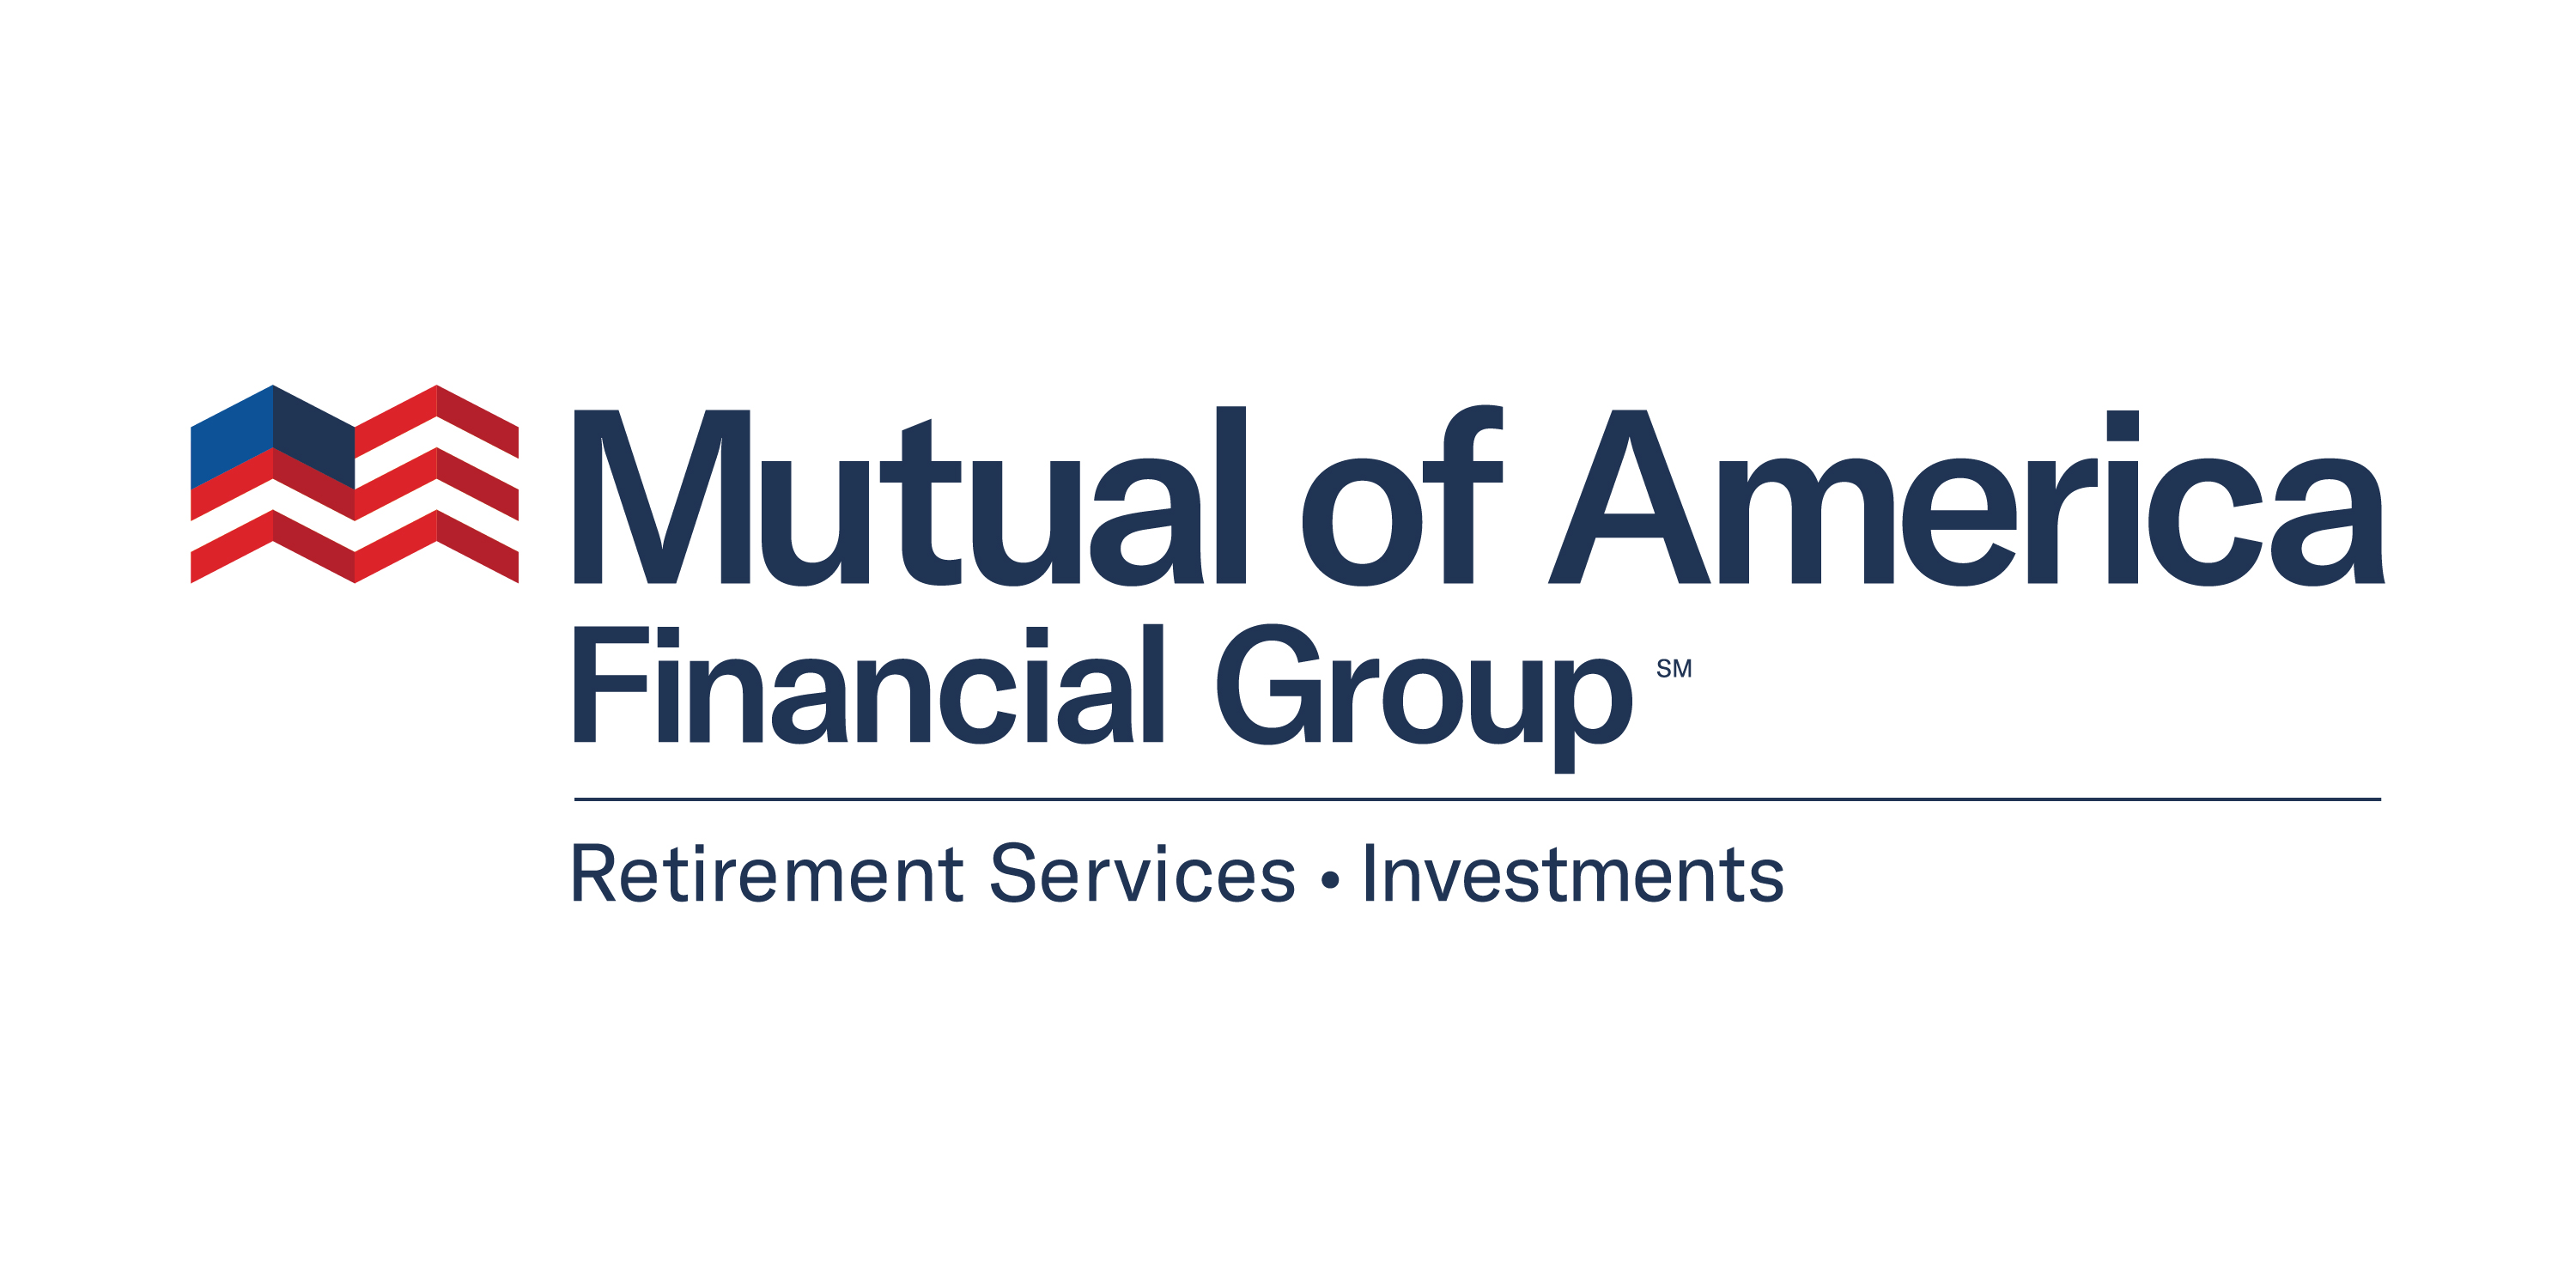 Mutual of America
Financial Group ℠
Retirement Services • Investments